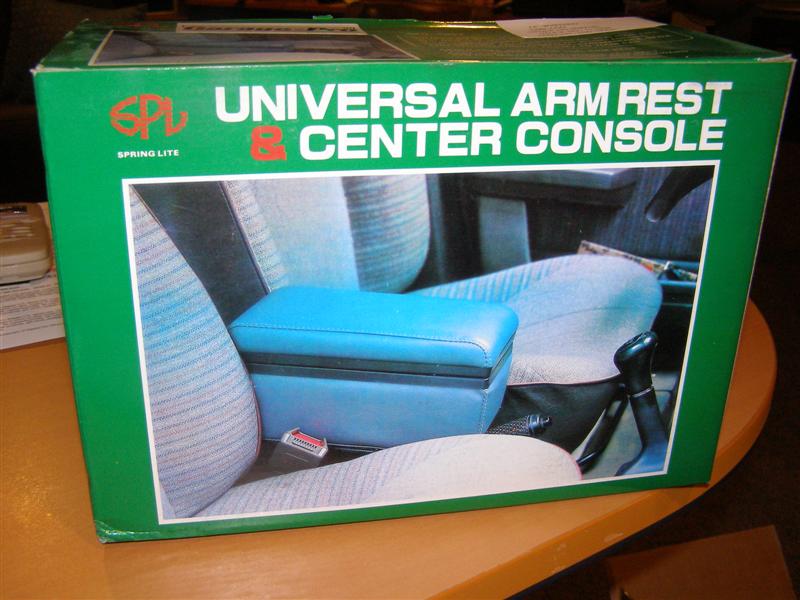 SPL
SPRING LITE
UNIVERSAL ARM REST
& CENTER CONSOLE